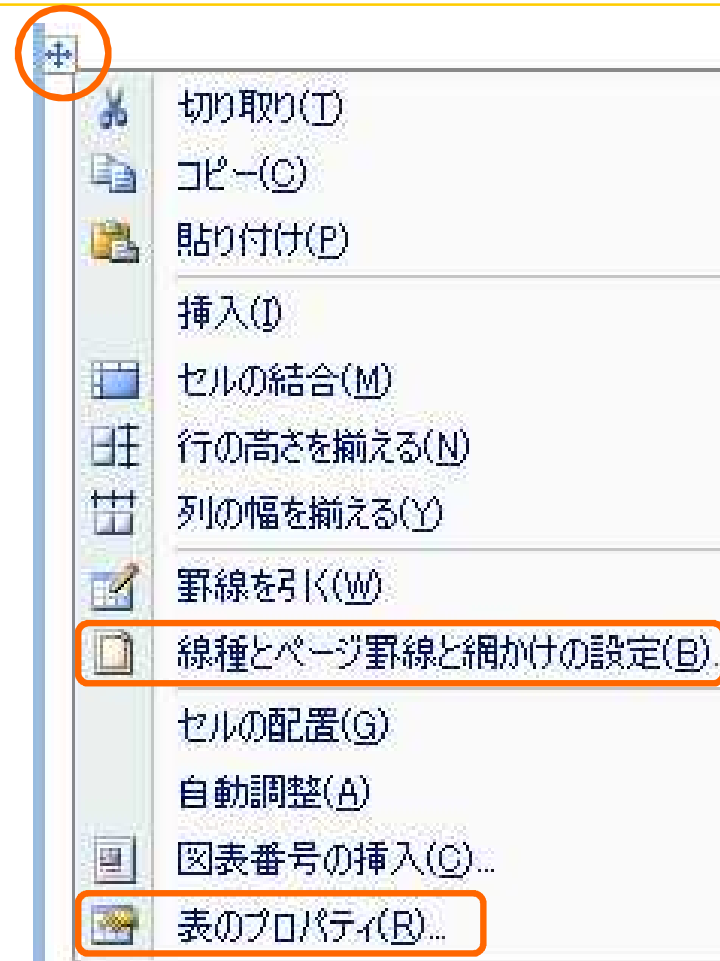 切り取り(T)
コピー(C)
貼り付け(P)
挿入(I)
セルの結合(M)
行の高さを揃える(N)
列の幅を揃える(Y)
罫線を引く(W)
線種とページ罫線と網かけの設定(B)...
セルの配置(G)
自動調整(A)
図表番号の挿入(C)...
表のプロパティ(R)...